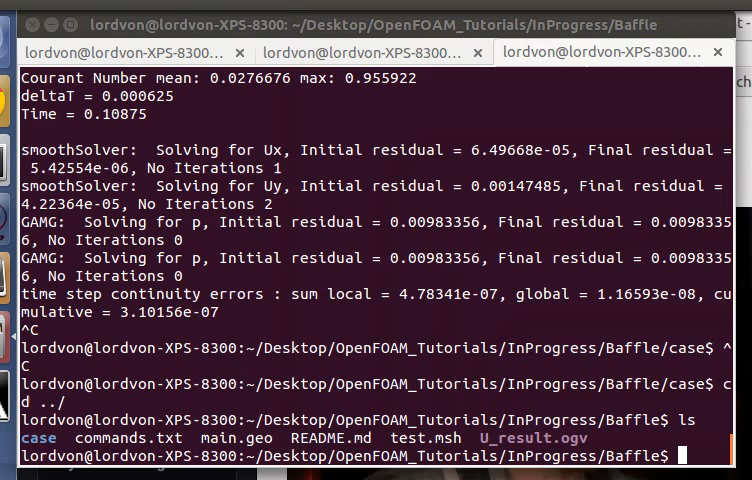 lordvon@lordvon-XPS-8300: ~/Desktop/OpenFOAM_Tutorials/InProgress/Baffle
lordvon@lordvon-XPS-8300... × lordvon@lordvon-XPS-8300... × lordvon@lordvon-XPS-8300... ×
Courant Number mean: 0.0276676 max: 0.955922
deltaT = 0.000625
Time = 0.10875
smoothSolver:  Solving for Ux, Initial residual = 6.49668e-05, Final residual =
 5.42554e-06, No Iterations 1
smoothSolver:  Solving for Uy, Initial residual = 0.00147485, Final residual =
4.22364e-05, No Iterations 2
GAMG:  Solving for p, Initial residual = 0.00983356, Final residual = 0.0098335
6, No Iterations 0
GAMG:  Solving for p, Initial residual = 0.00983356, Final residual = 0.0098335
6, No Iterations 0
time step continuity errors : sum local = 4.78341e-07, global = 1.16593e-08, cu
mulative = 3.10156e-07
^C
lordvon@lordvon-XPS-8300:~/Desktop/OpenFOAM_Tutorials/InProgress/Baffle/case$ ^
C
lordvon@lordvon-XPS-8300:~/Desktop/OpenFOAM_Tutorials/InProgress/Baffle/case$ c
d ../
lordvon@lordvon-XPS-8300:~/Desktop/OpenFOAM_Tutorials/InProgress/Baffle$ ls
case  commands.txt  main.geo  README.md  test.msh  U_result.ogv
lordvon@lordvon-XPS-8300:~/Desktop/OpenFOAM_Tutorials/InProgress/Baffle$